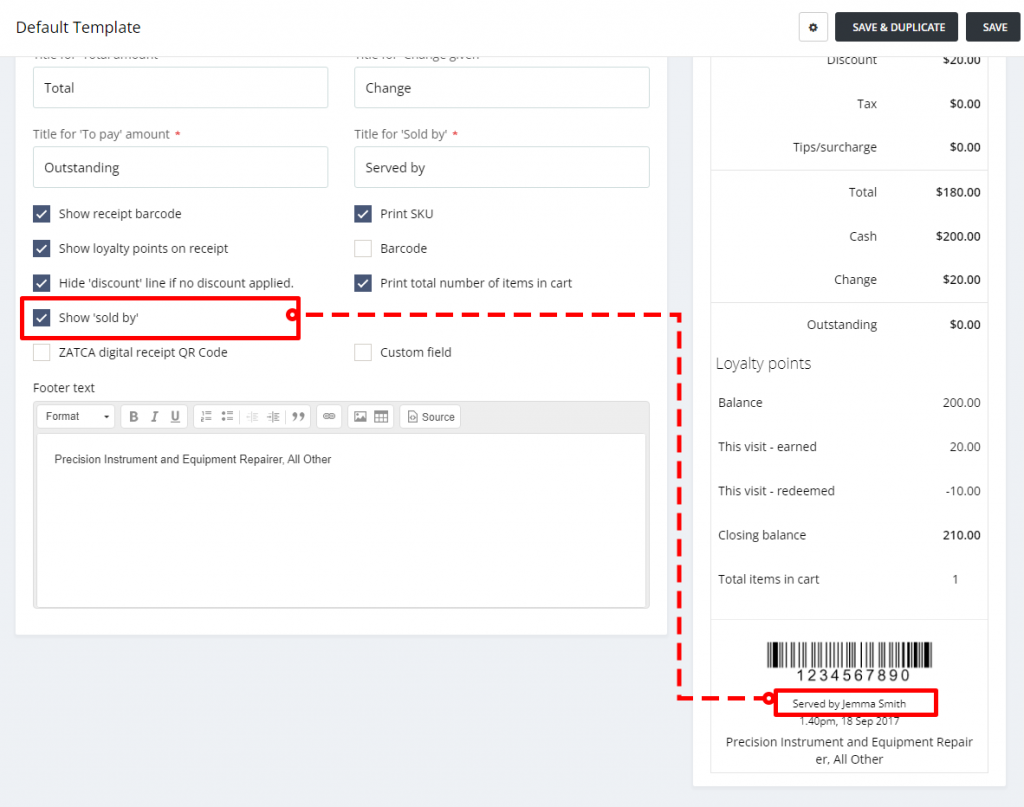 Default Template
SAVE & DUPLICATE
SAVE
Title for 'Total amount'
Title for 'Change given'
Total
Change
Title for 'To pay' amount *
Title for 'Sold by' *
Outstanding
Served by
Show receipt barcode
Print SKU
Show loyalty points on receipt
Barcode
Hide 'discount' line if no discount applied.
Print total number of items in cart
Show 'sold by'
ZATCA digital receipt QR Code
Custom field
Footer text
Format
B I U
Source
Precision Instrument and Equipment Repairer, All Other
Discount $20.00
Tax $0.00
Tips/surcharge $0.00
Total $180.00
Cash $200.00
Change $20.00
Outstanding $0.00
Loyalty points
Balance 200.00
This visit - earned 20.00
This visit - redeemed -10.00
Closing balance 210.00
Total items in cart 1
1234567890
Served by Jemma Smith
1.40pm, 18 Sep 2017
Precision Instrument and Equipment Repair
er, All Other